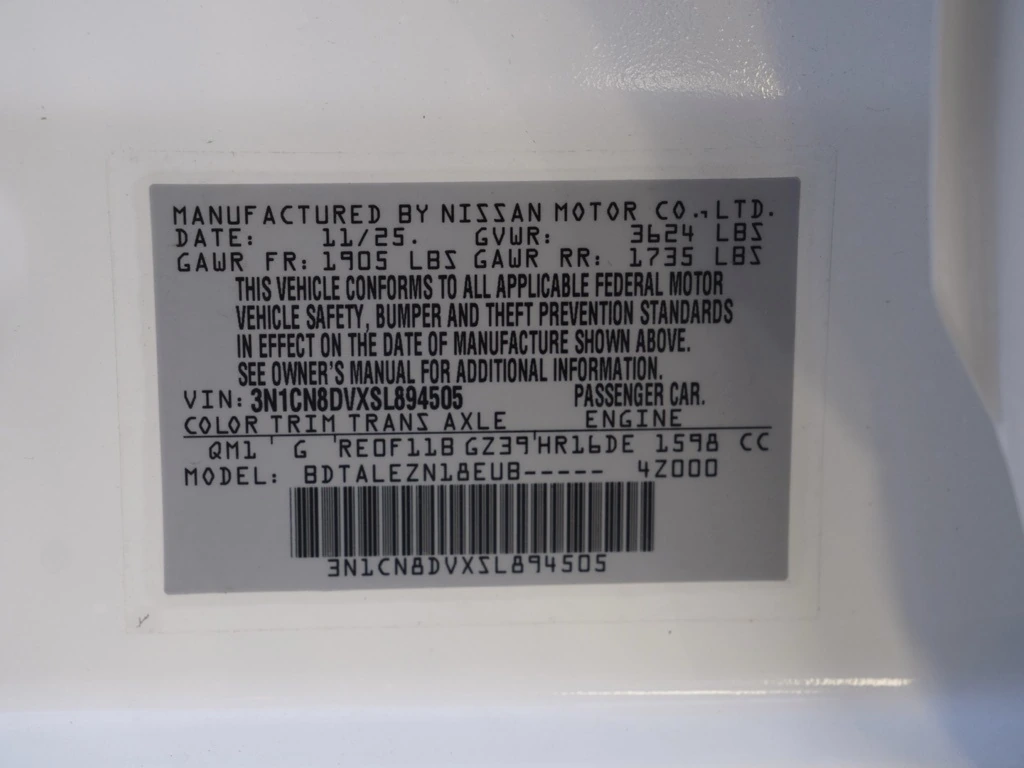 MANUFACTURED BY NISSAN MOTOR CO., LTD.
DATE: 11/25. GVWR: 3624 LBS
GAWR FR: 1905 LBS GAWR RR: 1735 LBS
THIS VEHICLE CONFORMS TO ALL APPLICABLE FEDERAL MOTOR
VEHICLE SAFETY, BUMPER AND THEFT PREVENTION STANDARDS
IN EFFECT ON THE DATE OF MANUFACTURE SHOWN ABOVE.
SEE OWNER'S MANUAL FOR ADDITIONAL INFORMATION.
VIN: 3N1CN8DVXSL894505 PASSENGER CAR.
COLOR TRIM TRANS AXLE ENGINE
QM1 ' G 'RE0F11B GZ39'HR16DE 1598 CC
MODEL: BDTALEZN18EUB----- 4Z000
3N1CN8DVXSL894505